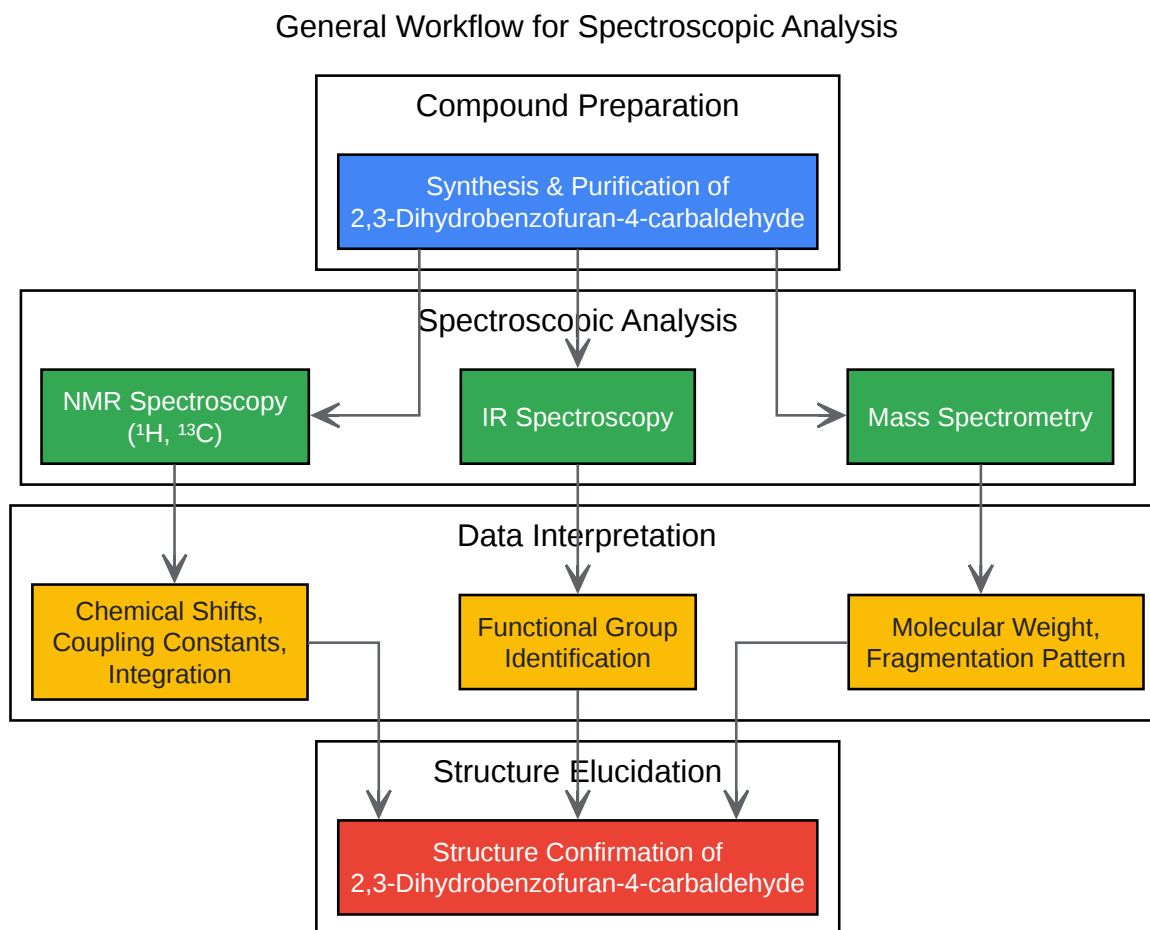 General Workflow for Spectroscopic Analysis
Compound Preparation
Synthesis & Purification of
2,3-Dihydrobenzofuran-4-carbaldehyde
Spectroscopic Analysis
NMR Spectroscopy
(¹H, ¹³C)
IR Spectroscopy
Mass Spectrometry
Data Interpretation
Chemical Shifts,
Coupling Constants,
Integration
Functional Group
Identification
Molecular Weight,
Fragmentation Pattern
Structure Elucidation
Structure Confirmation of
2,3-Dihydrobenzofuran-4-carbaldehyde